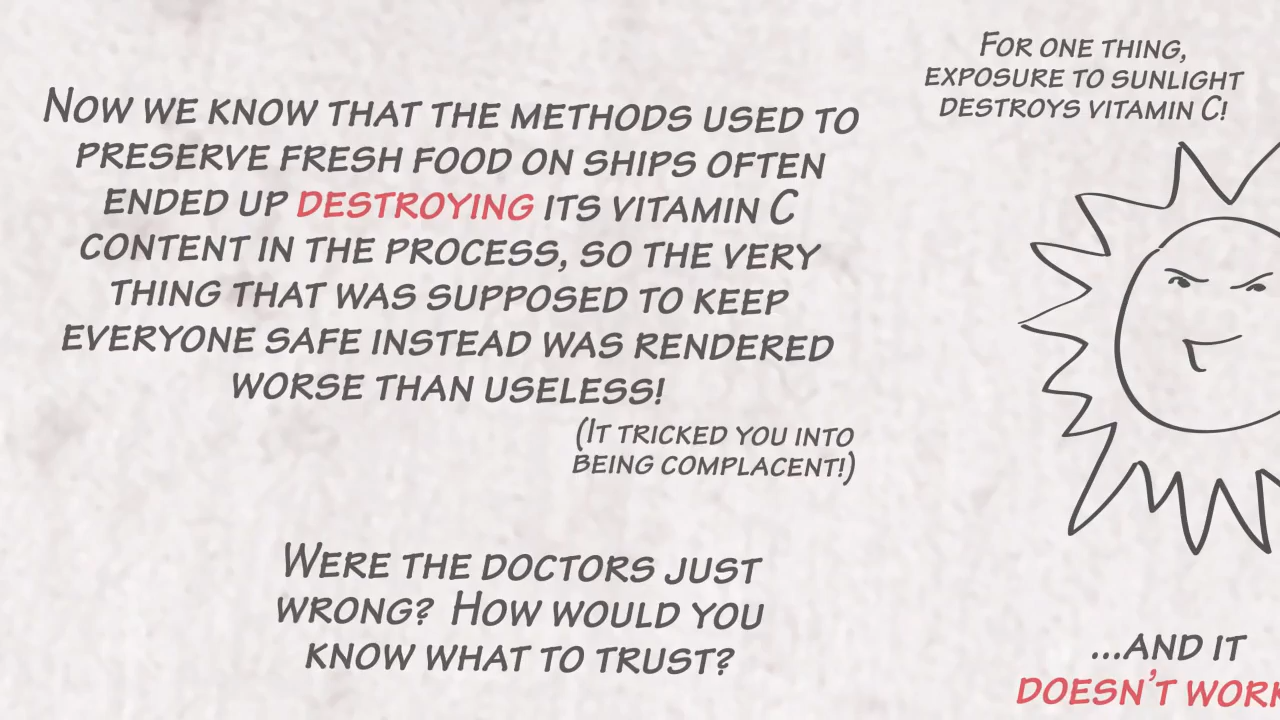 Now we know that the methods used to
preserve fresh food on ships often
ended up destroying its vitamin C
content in the process, so the very
thing that was supposed to keep
everyone safe instead was rendered
worse than useless!
(It tricked you into
being complacent!)
Were the doctors just
wrong? How would you
know what to trust?
For one thing,
exposure to sunlight
destroys vitamin C!
...and it
doesn't work